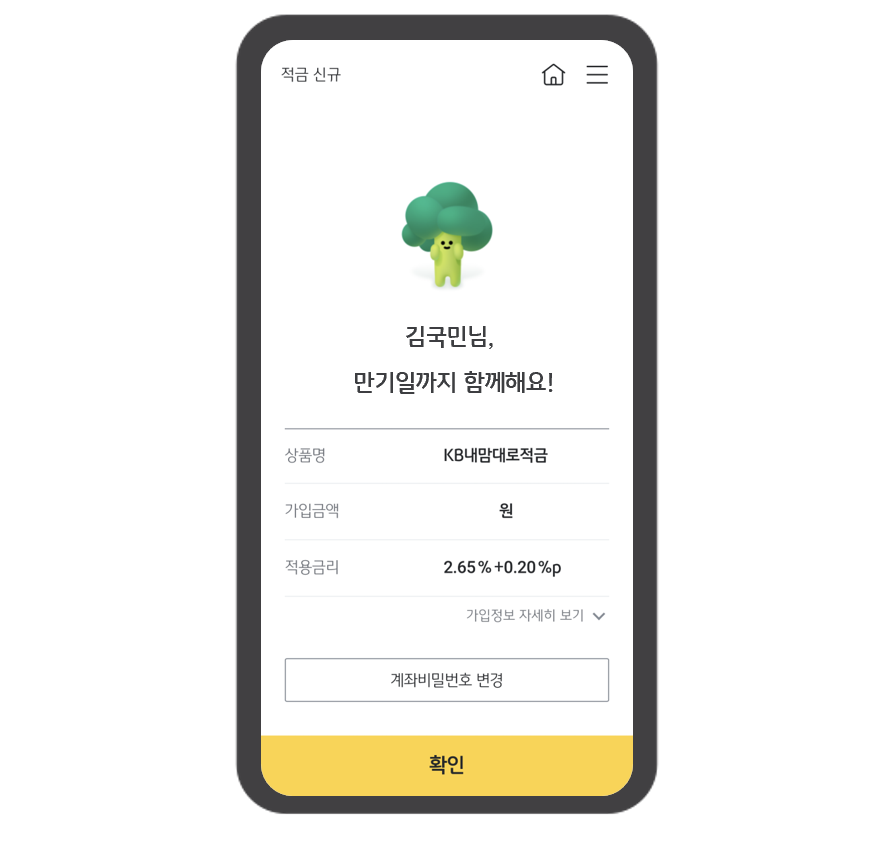 적금 신규
김국민님,
만기일까지 함께해요!
상품명 KB내맘대로적금
가입금액 원
적용금리 2.65%+0.20%p
가입정보 자세히 보기
계좌비밀번호 변경
확인